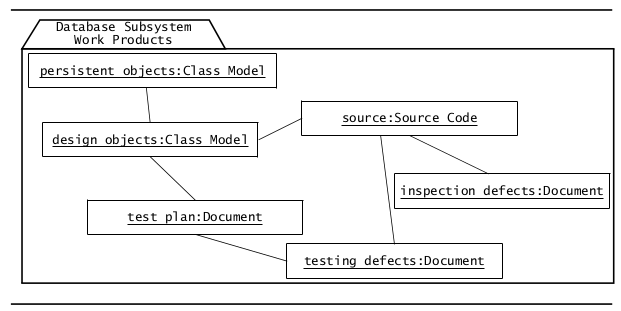 Database Subsystem
Work Products
persistent objects:Class Model
source:Source Code
design objects:Class Model
inspection defects:Document
test plan:Document
testing defects:Document